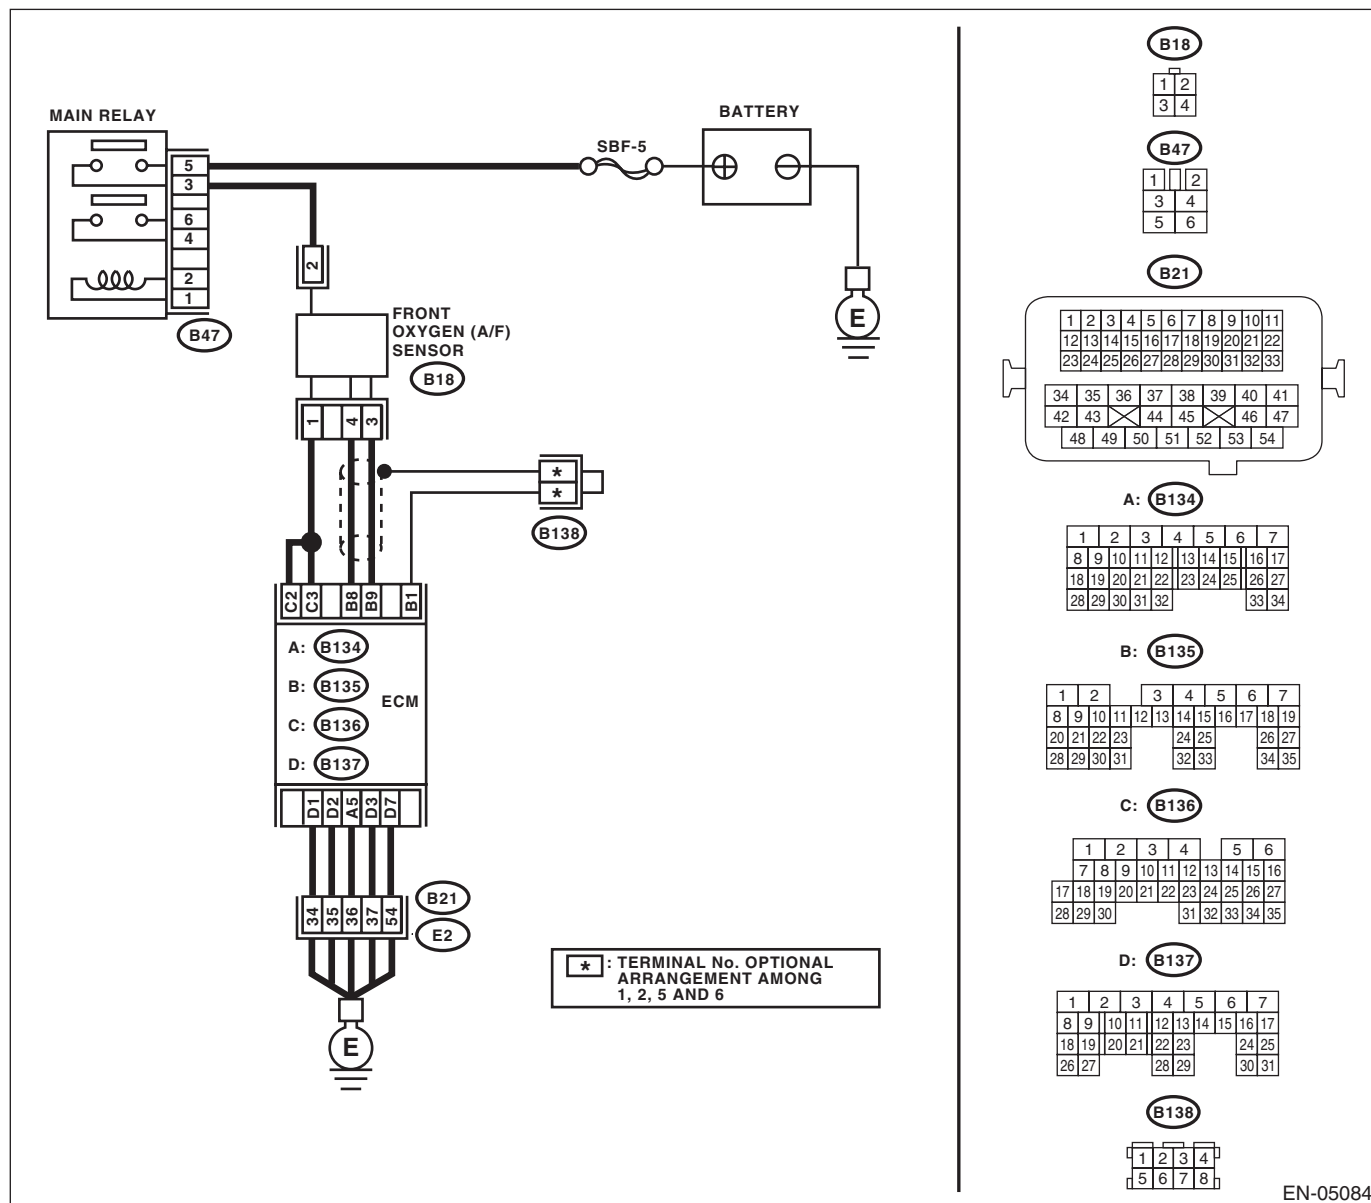 MAIN RELAY
5
3
6
4
2
1
B47
SBF-5
BATTERY
E
2
FRONT
OXYGEN (A/F)
SENSOR
B18
1 4 3
*
*
B138
C2 C3 B8 B9 B1
A: B134
B: B135
C: B136
D: B137
ECM
D1 D2 A5 D3 D7
34 35 36 37 54
B21
E2
E
* : TERMINAL No. OPTIONAL
ARRANGEMENT AMONG
1, 2, 5 AND 6
B18
1 2
3 4
B47
1 2
3 4
5 6
B21
1 2 3 4 5 6 7 8 9 10 11
12 13 14 15 16 17 18 19 20 21 22
23 24 25 26 27 28 29 30 31 32 33
34 35 36 37 38 39 40 41
42 43 44 45 46 47
48 49 50 51 52 53 54
A: B134
1 2 3 4 5 6 7
8 9 10 11 12 13 14 15 16 17
18 19 20 21 22 23 24 25 26 27
28 29 30 31 32 33 34
B: B135
1 2 3 4 5 6 7
8 9 10 11 12 13 14 15 16 17 18 19
20 21 22 23 24 25 26 27
28 29 30 31 32 33 34 35
C: B136
1 2 3 4 5 6
7 8 9 10 11 12 13 14 15 16
17 18 19 20 21 22 23 24 25 26 27
28 29 30 31 32 33 34 35
D: B137
1 2 3 4 5 6 7
8 9 10 11 12 13 14 15 16 17
18 19 20 21 22 23 24 25
26 27 28 29 30 31
B138
1 2 3 4
5 6 7 8
EN-05084